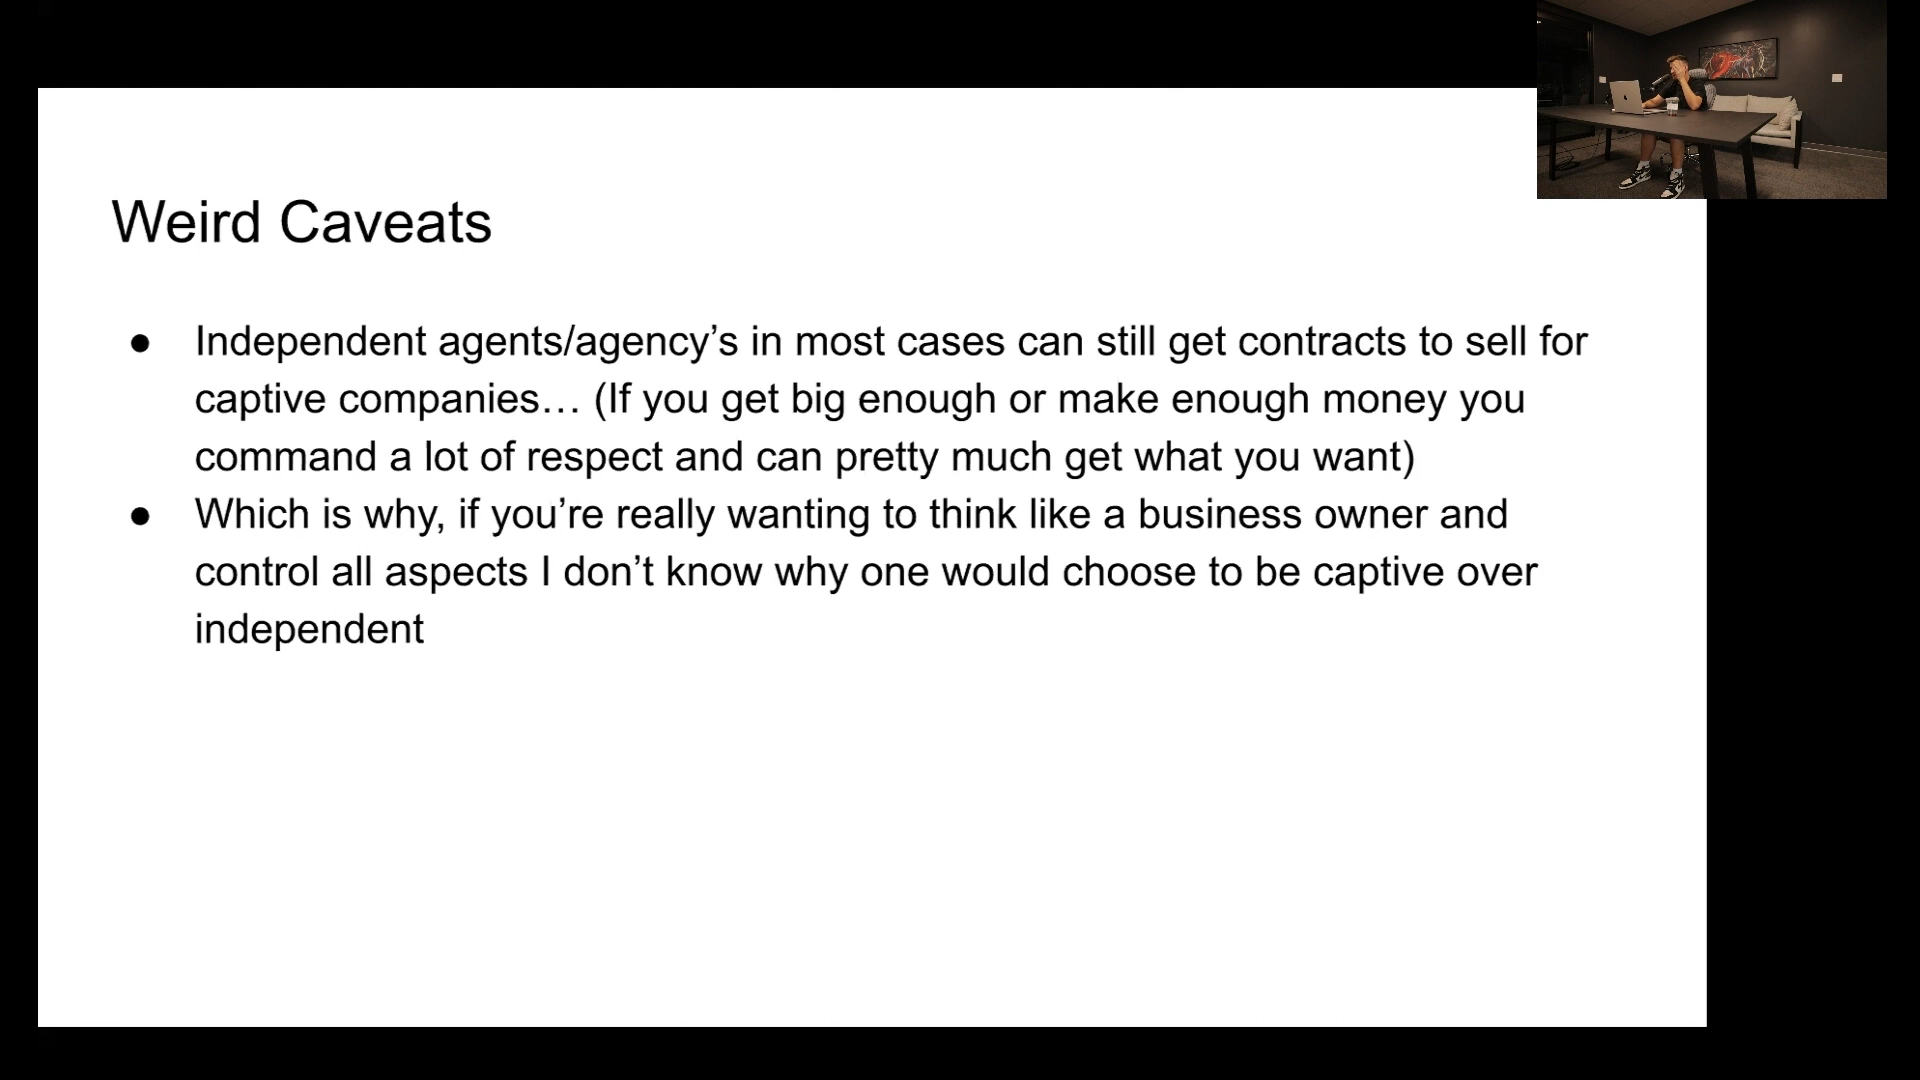 Weird Caveats
● Independent agents/agency’s in most cases can still get contracts to sell for
captive companies… (If you get big enough or make enough money you
command a lot of respect and can pretty much get what you want)
● Which is why, if you’re really wanting to think like a business owner and
control all aspects I don’t know why one would choose to be captive over
independent